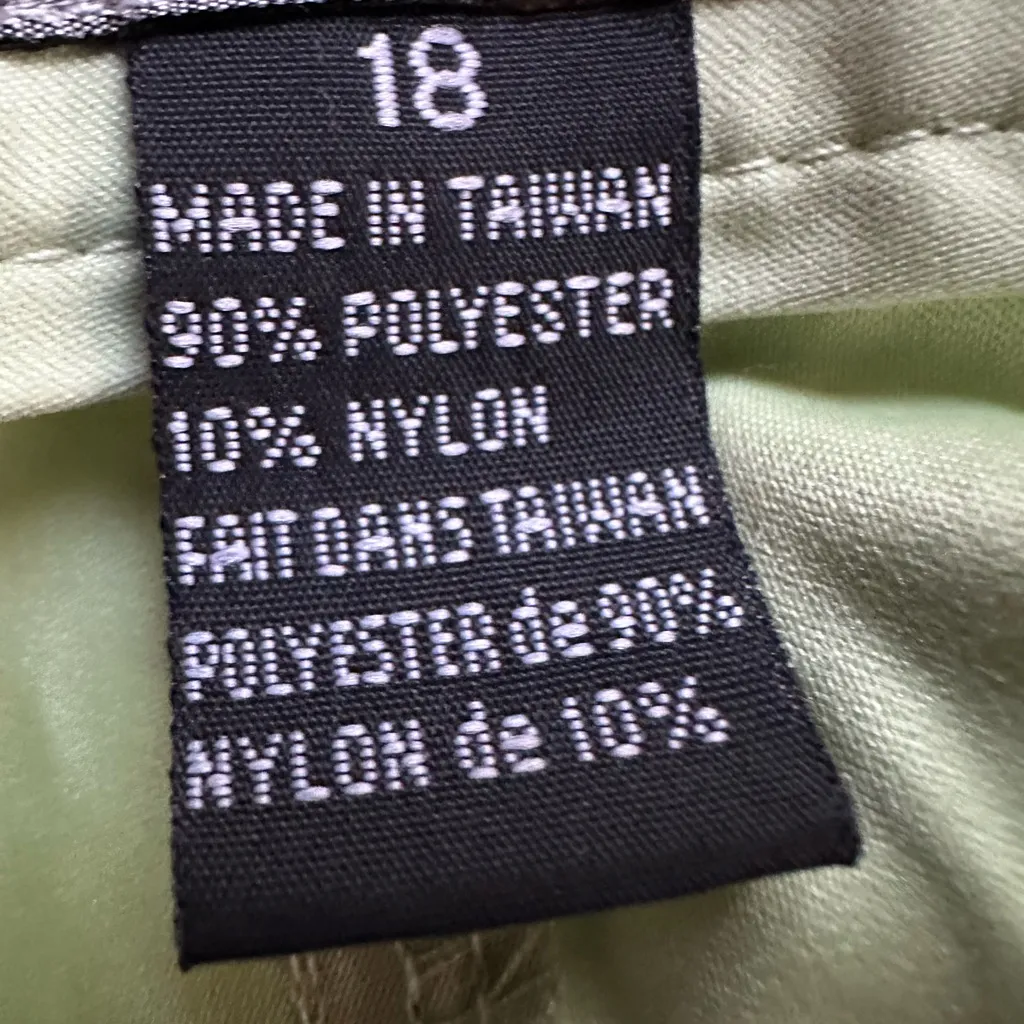 18
MADE IN TAIWAN
90% POLYESTER
10% NYLON
FAIT DANS TAIWAN
POLYESTER de 90%
NYLON de 10%